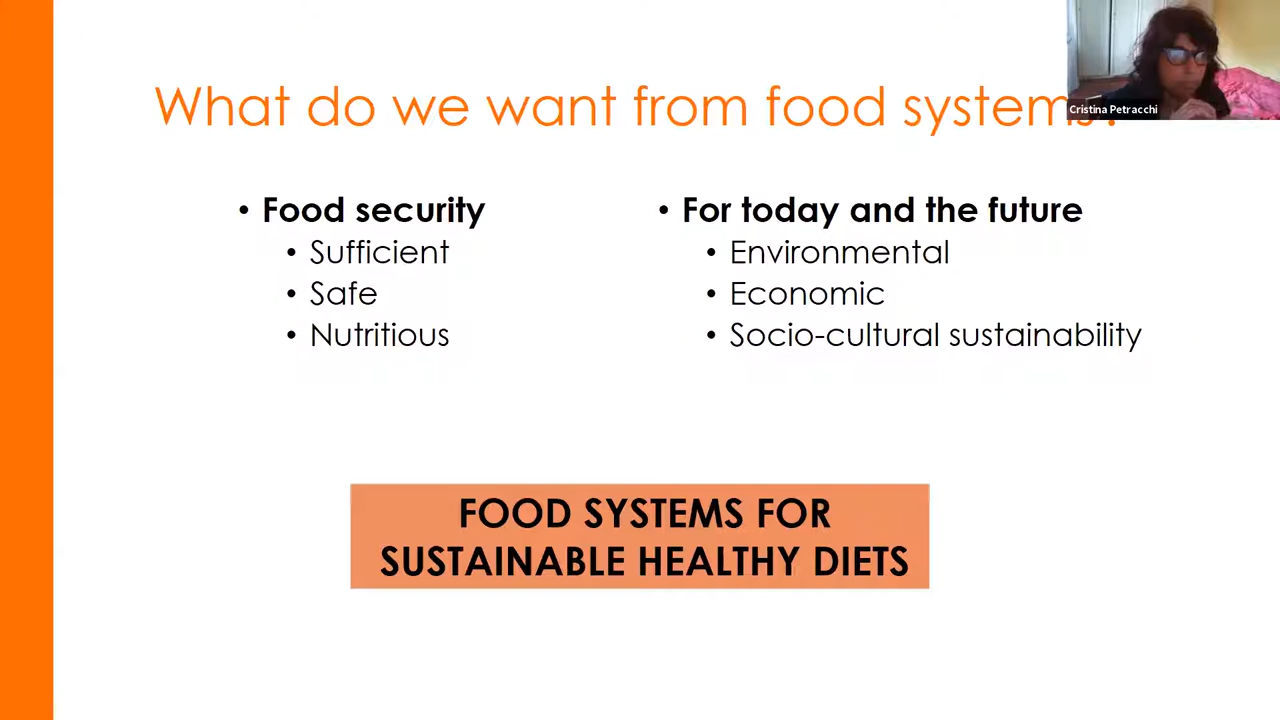 What do we want from food systems?
Cristina Petracchi
• Food security
• Sufficient
• Safe
• Nutritious
• For today and the future
• Environmental
• Economic
• Socio-cultural sustainability
FOOD SYSTEMS FOR
SUSTAINABLE HEALTHY DIETS